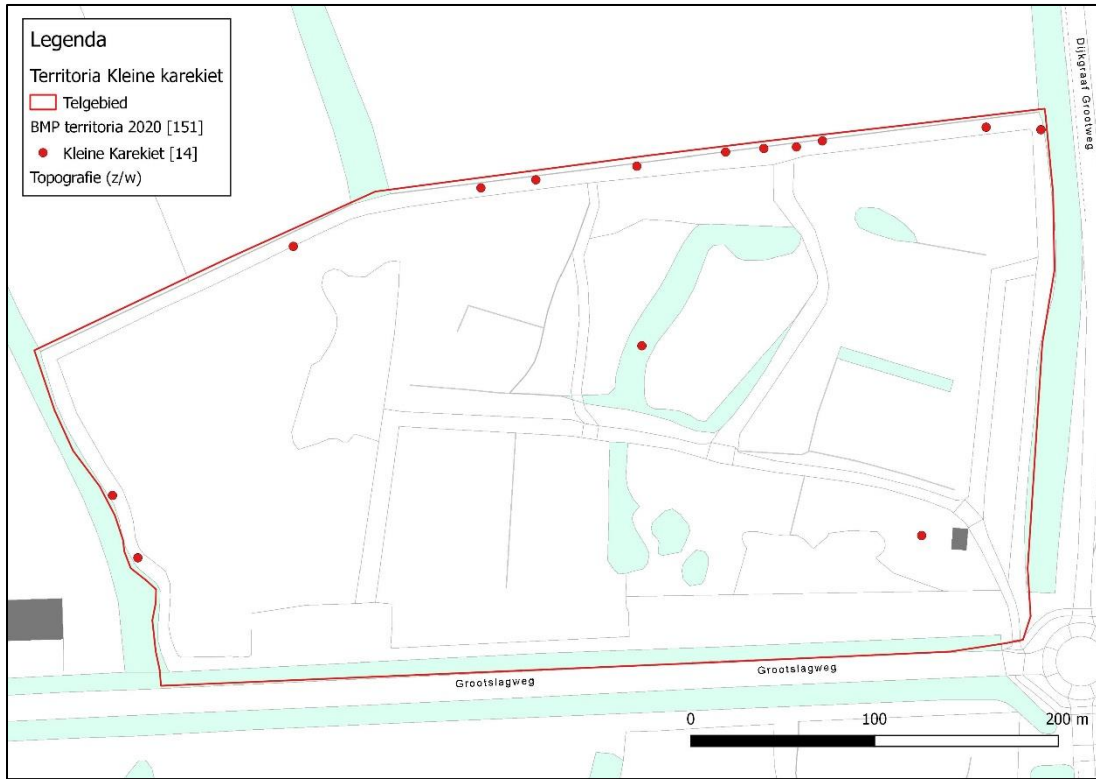 Legenda
Territoria Kleine karekiet
Telgebied
BMP territoria 2020 [151]
Kleine Karekiet [14]
Topografie (z/w)
Dijkgraaf Grootweg
Grootslagweg
Grootslagweg
0 100 200 m